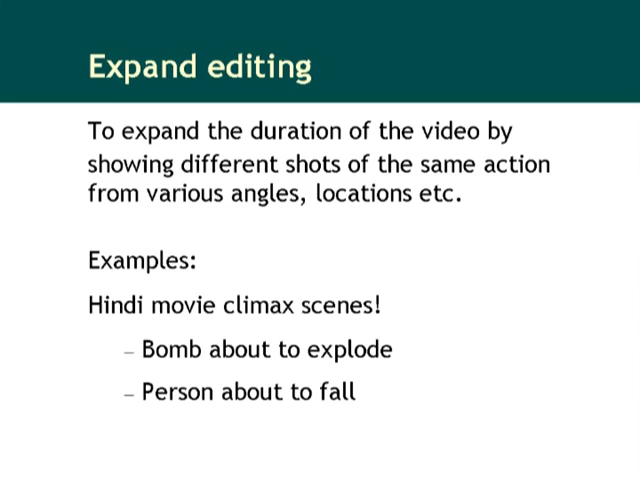 Expand editing
To expand the duration of the video by
showing different shots of the same action
from various angles, locations etc.
Examples:
Hindi movie climax scenes!
– Bomb about to explode
– Person about to fall